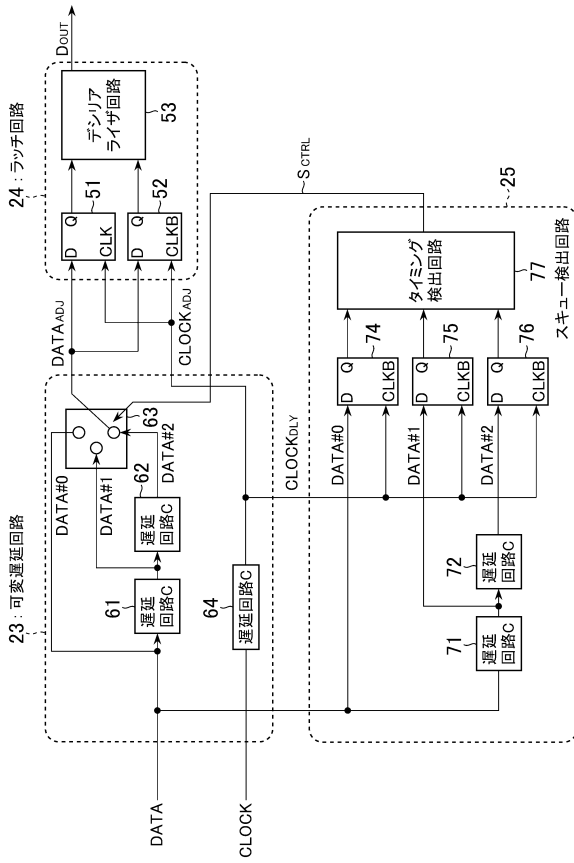 23：可変遅延回路
24：ラッチ回路
DATA
CLOCK
DATA#0
DATA#1
DATA#2
61
遅延
回路C
62
遅延
回路C
63
64
遅延回路C
DATAADJ
CLOCKADJ
CLOCKDLY
D Q
CLK
51
D Q
CLKB
52
デシリア
ライザ回路
53
DOUT
SCTRL
25
スキュー検出回路
71
遅延
回路C
72
遅延
回路C
DATA#0
DATA#1
DATA#2
D Q
CLKB
74
D Q
CLKB
75
D Q
CLKB
76
タイミング
検出回路
77